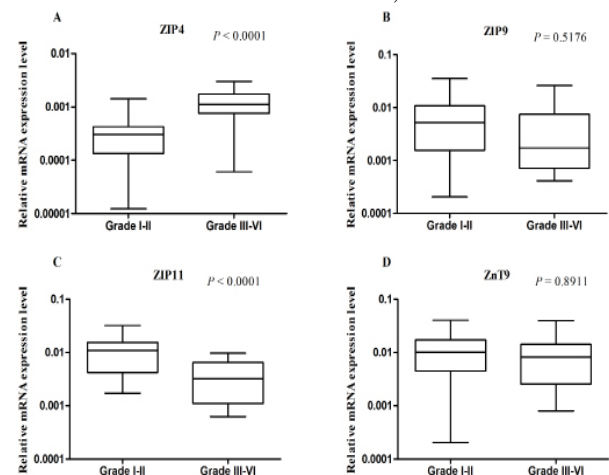 A
ZIP4
P < 0.0001
Relative mRNA expression level
0.01
0.001
0.0001
0.00001
Grade I-II
Grade III-VI
B
ZIP9
P = 0.5176
Relative mRNA expression level
0.1
0.01
0.001
0.0001
Grade I-II
Grade III-VI
C
ZIP11
P < 0.0001
Relative mRNA expression level
0.1
0.01
0.001
0.0001
Grade I-II
Grade III-VI
D
ZnT9
P = 0.8911
Relative mRNA expression level
0.1
0.01
0.001
0.0001
Grade I-II
Grade III-VI